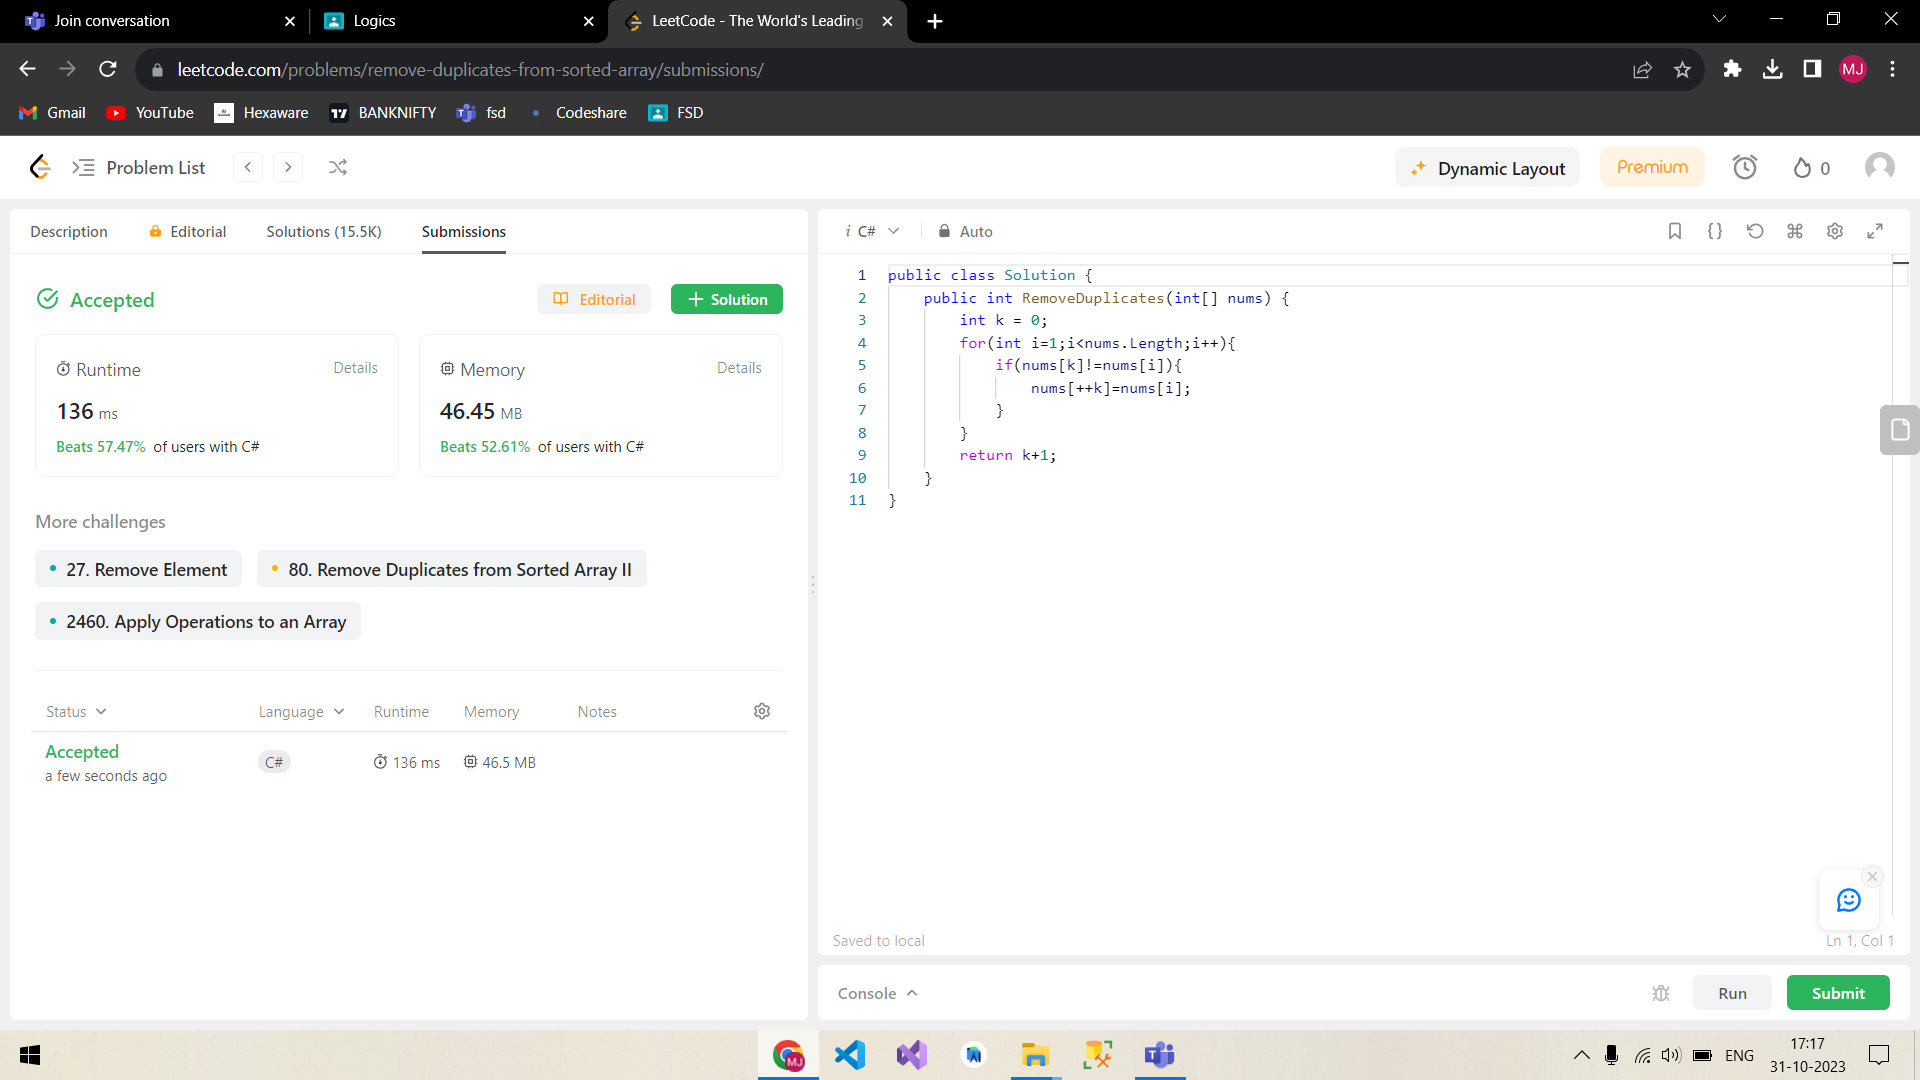 Join conversation
Logics
LeetCode - The World's Leading
leetcode.com/problems/remove-duplicates-from-sorted-array/submissions/
MJ
Gmail
YouTube
Hexaware
BANKNIFTY
fsd
Codeshare
FSD
Problem List
Dynamic Layout
Premium
0
Description
Editorial
Solutions (15.5K)
Submissions
i C#
Auto
Accepted
Editorial
+ Solution
Runtime
Details
136 ms
Beats 57.47% of users with C#
Memory
Details
46.45 MB
Beats 52.61% of users with C#
More challenges
27. Remove Element
80. Remove Duplicates from Sorted Array II
2460. Apply Operations to an Array
Status
Language
Runtime
Memory
Notes
Accepted
a few seconds ago
C#
136 ms
46.5 MB
1 public class Solution {
2 public int RemoveDuplicates(int[] nums) {
3 int k = 0;
4 for(int i=1;i<nums.Length;i++){
5 if(nums[k]!=nums[i]){
6 nums[++k]=nums[i];
7 }
8 }
9 return k+1;
10 }
11 }
Saved to local
Ln 1, Col 1
Console
Run
Submit
MJ
ENG
17:17
31-10-2023